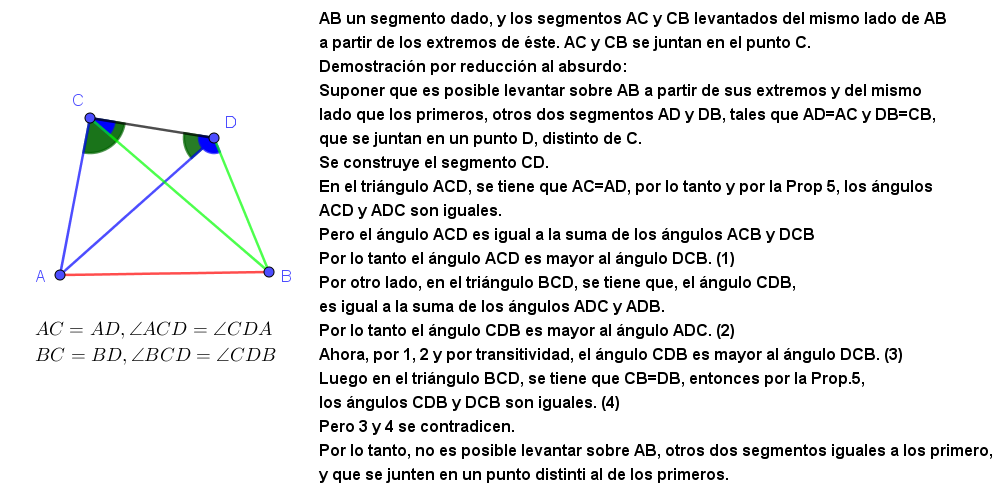 AB un segmento dado, y los segmentos AC y CB levantados del mismo lado de AB
a partir de los extremos de éste. AC y CB se juntan en el punto C.
Demostración por reducción al absurdo:
Suponer que es posible levantar sobre AB a partir de sus extremos y del mismo
lado que los primeros, otros dos segmentos AD y DB, tales que AD=AC y DB=CB,
que se juntan en un punto D, distinto de C.
Se construye el segmento CD.
En el triángulo ACD, se tiene que AC=AD, por lo tanto y por la Prop 5, los ángulos
ACD y ADC son iguales.
Pero el ángulo ACD es igual a la suma de los ángulos ACB y DCB
Por lo tanto el ángulo ACD es mayor al ángulo DCB. (1)
Por otro lado, en el triángulo BCD, se tiene que, el ángulo CDB,
es igual a la suma de los ángulos ADC y ADB.
Por lo tanto el ángulo CDB es mayor al ángulo ADC. (2)
Ahora, por 1, 2 y por transitividad, el ángulo CDB es mayor al ángulo DCB. (3)
Luego en el triángulo BCD, se tiene que CB=DB, entonces por la Prop.5,
los ángulos CDB y DCB son iguales. (4)
Pero 3 y 4 se contradicen.
Por lo tanto, no es posible levantar sobre AB, otros dos segmentos iguales a los primero,
y que se junten en un punto distinti al de los primeros.
C
D
A
B
AC = AD, ∠ACD = ∠CDA
BC = BD, ∠BCD = ∠CDB